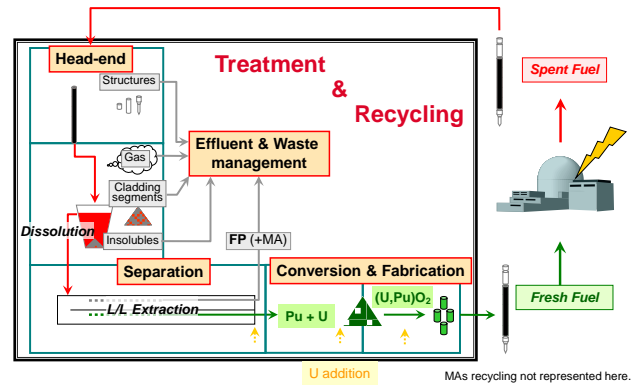 Head-end
Structures
Treatment
&
Recycling
Spent Fuel
Gas
Effluent & Waste
management
Cladding
segments
Dissolution
Insolubles
FP (+MA)
Separation
Conversion & Fabrication
L/L Extraction
Pu + U
(U,Pu)O₂
Fresh Fuel
U addition
MAs recycling not represented here.